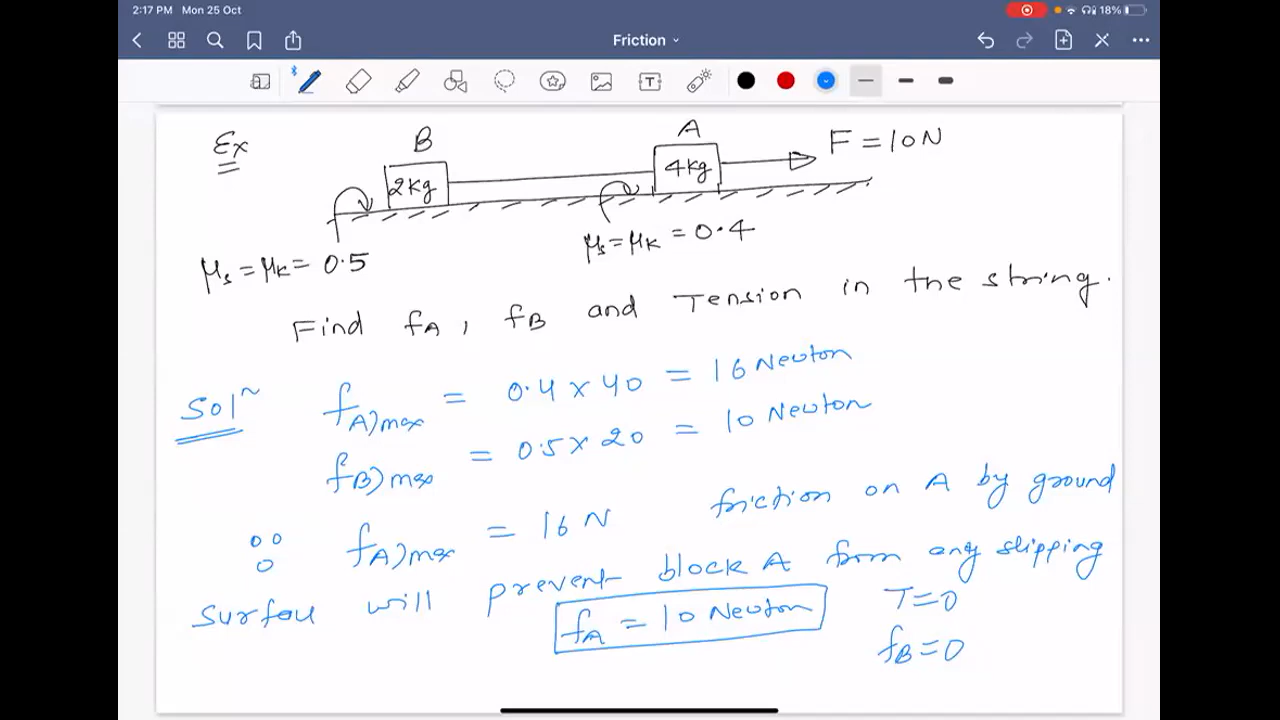 2:17 PM Mon 25 Oct
18%
Friction
T
Ex
B
A
F = 10N
2kg
4kg
μs = μK = 0.5
μs = μK = 0.4
Find fA, fB and Tension in the string.
Sol~
fA)max = 0.4 x 40 = 16 Newton
fB)max = 0.5 x 20 = 10 Newton
∵ fA)max = 16 N friction on A by ground
will prevent block A from any slipping
fA = 10 Newton
T=0
fB=0